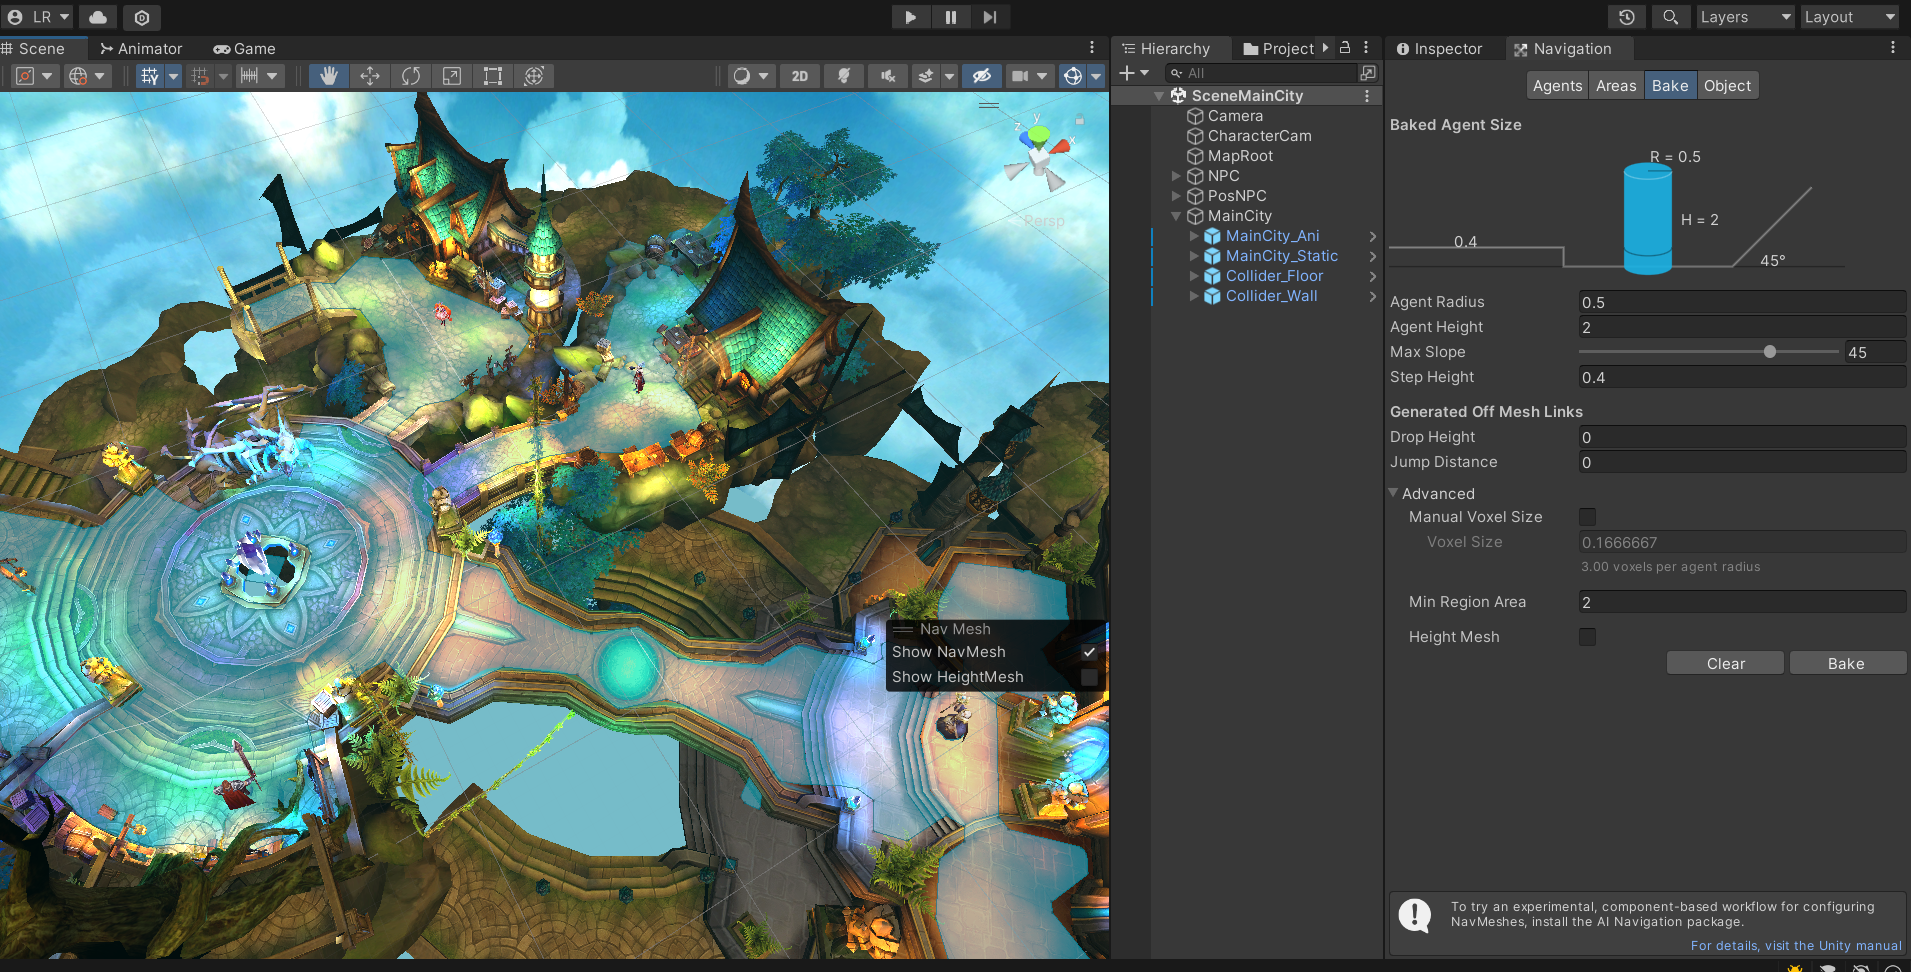 LR
Layers
Layout
Scene
Animator
Game
Hierarchy
Project
Inspector
Navigation
2D
All
Agents
Areas
Bake
Object
SceneMainCity
Camera
CharacterCam
MapRoot
NPC
PosNPC
MainCity
MainCity_Ani
MainCity_Static
Collider_Floor
Collider_Wall
y
z
x
Persp
Nav Mesh
Show NavMesh
Show HeightMesh
Baked Agent Size
R = 0.5
H = 2
0.4
45°
Agent Radius 0.5
Agent Height 2
Max Slope 45
Step Height 0.4
Generated Off Mesh Links
Drop Height 0
Jump Distance 0
Advanced
Manual Voxel Size
Voxel Size 0.1666667
3.00 voxels per agent radius
Min Region Area 2
Height Mesh
Clear Bake
To try an experimental, component-based workflow for configuring
NavMeshes, install the AI Navigation package.
For details, visit the Unity manual